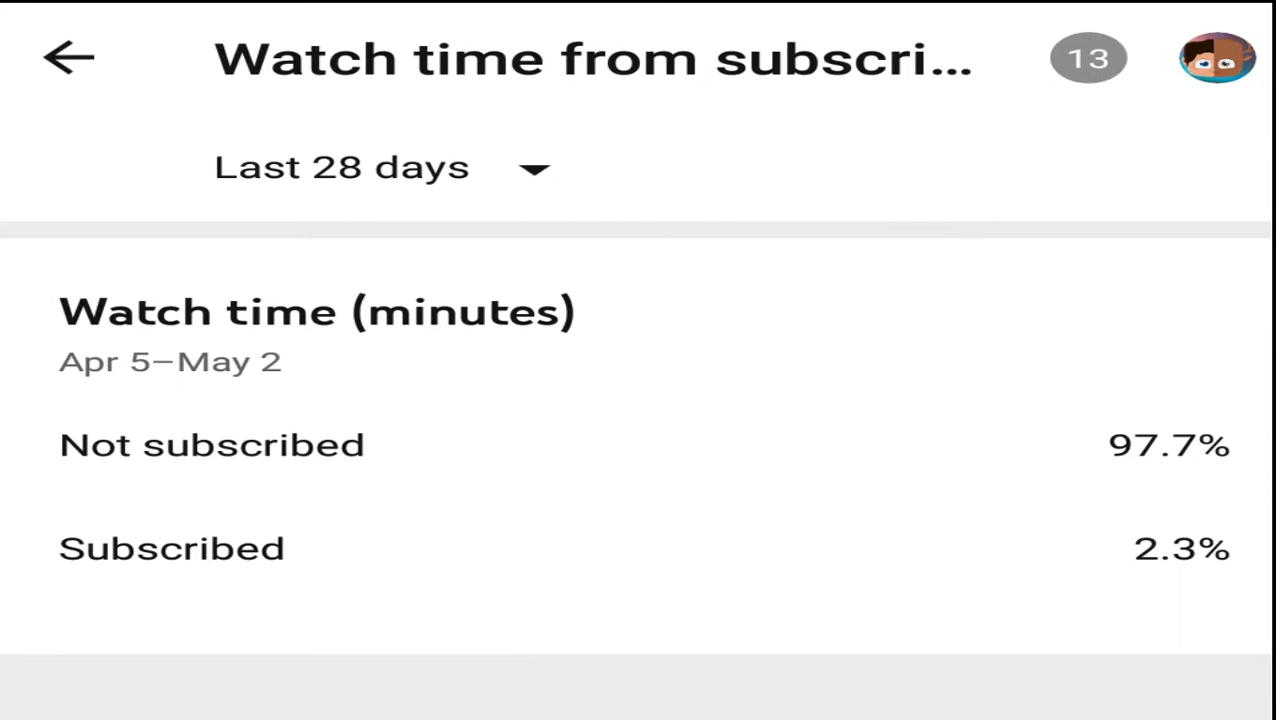 Watch time from subscri...
13
Last 28 days
Watch time (minutes)
Apr 5–May 2
Not subscribed 97.7%
Subscribed 2.3%